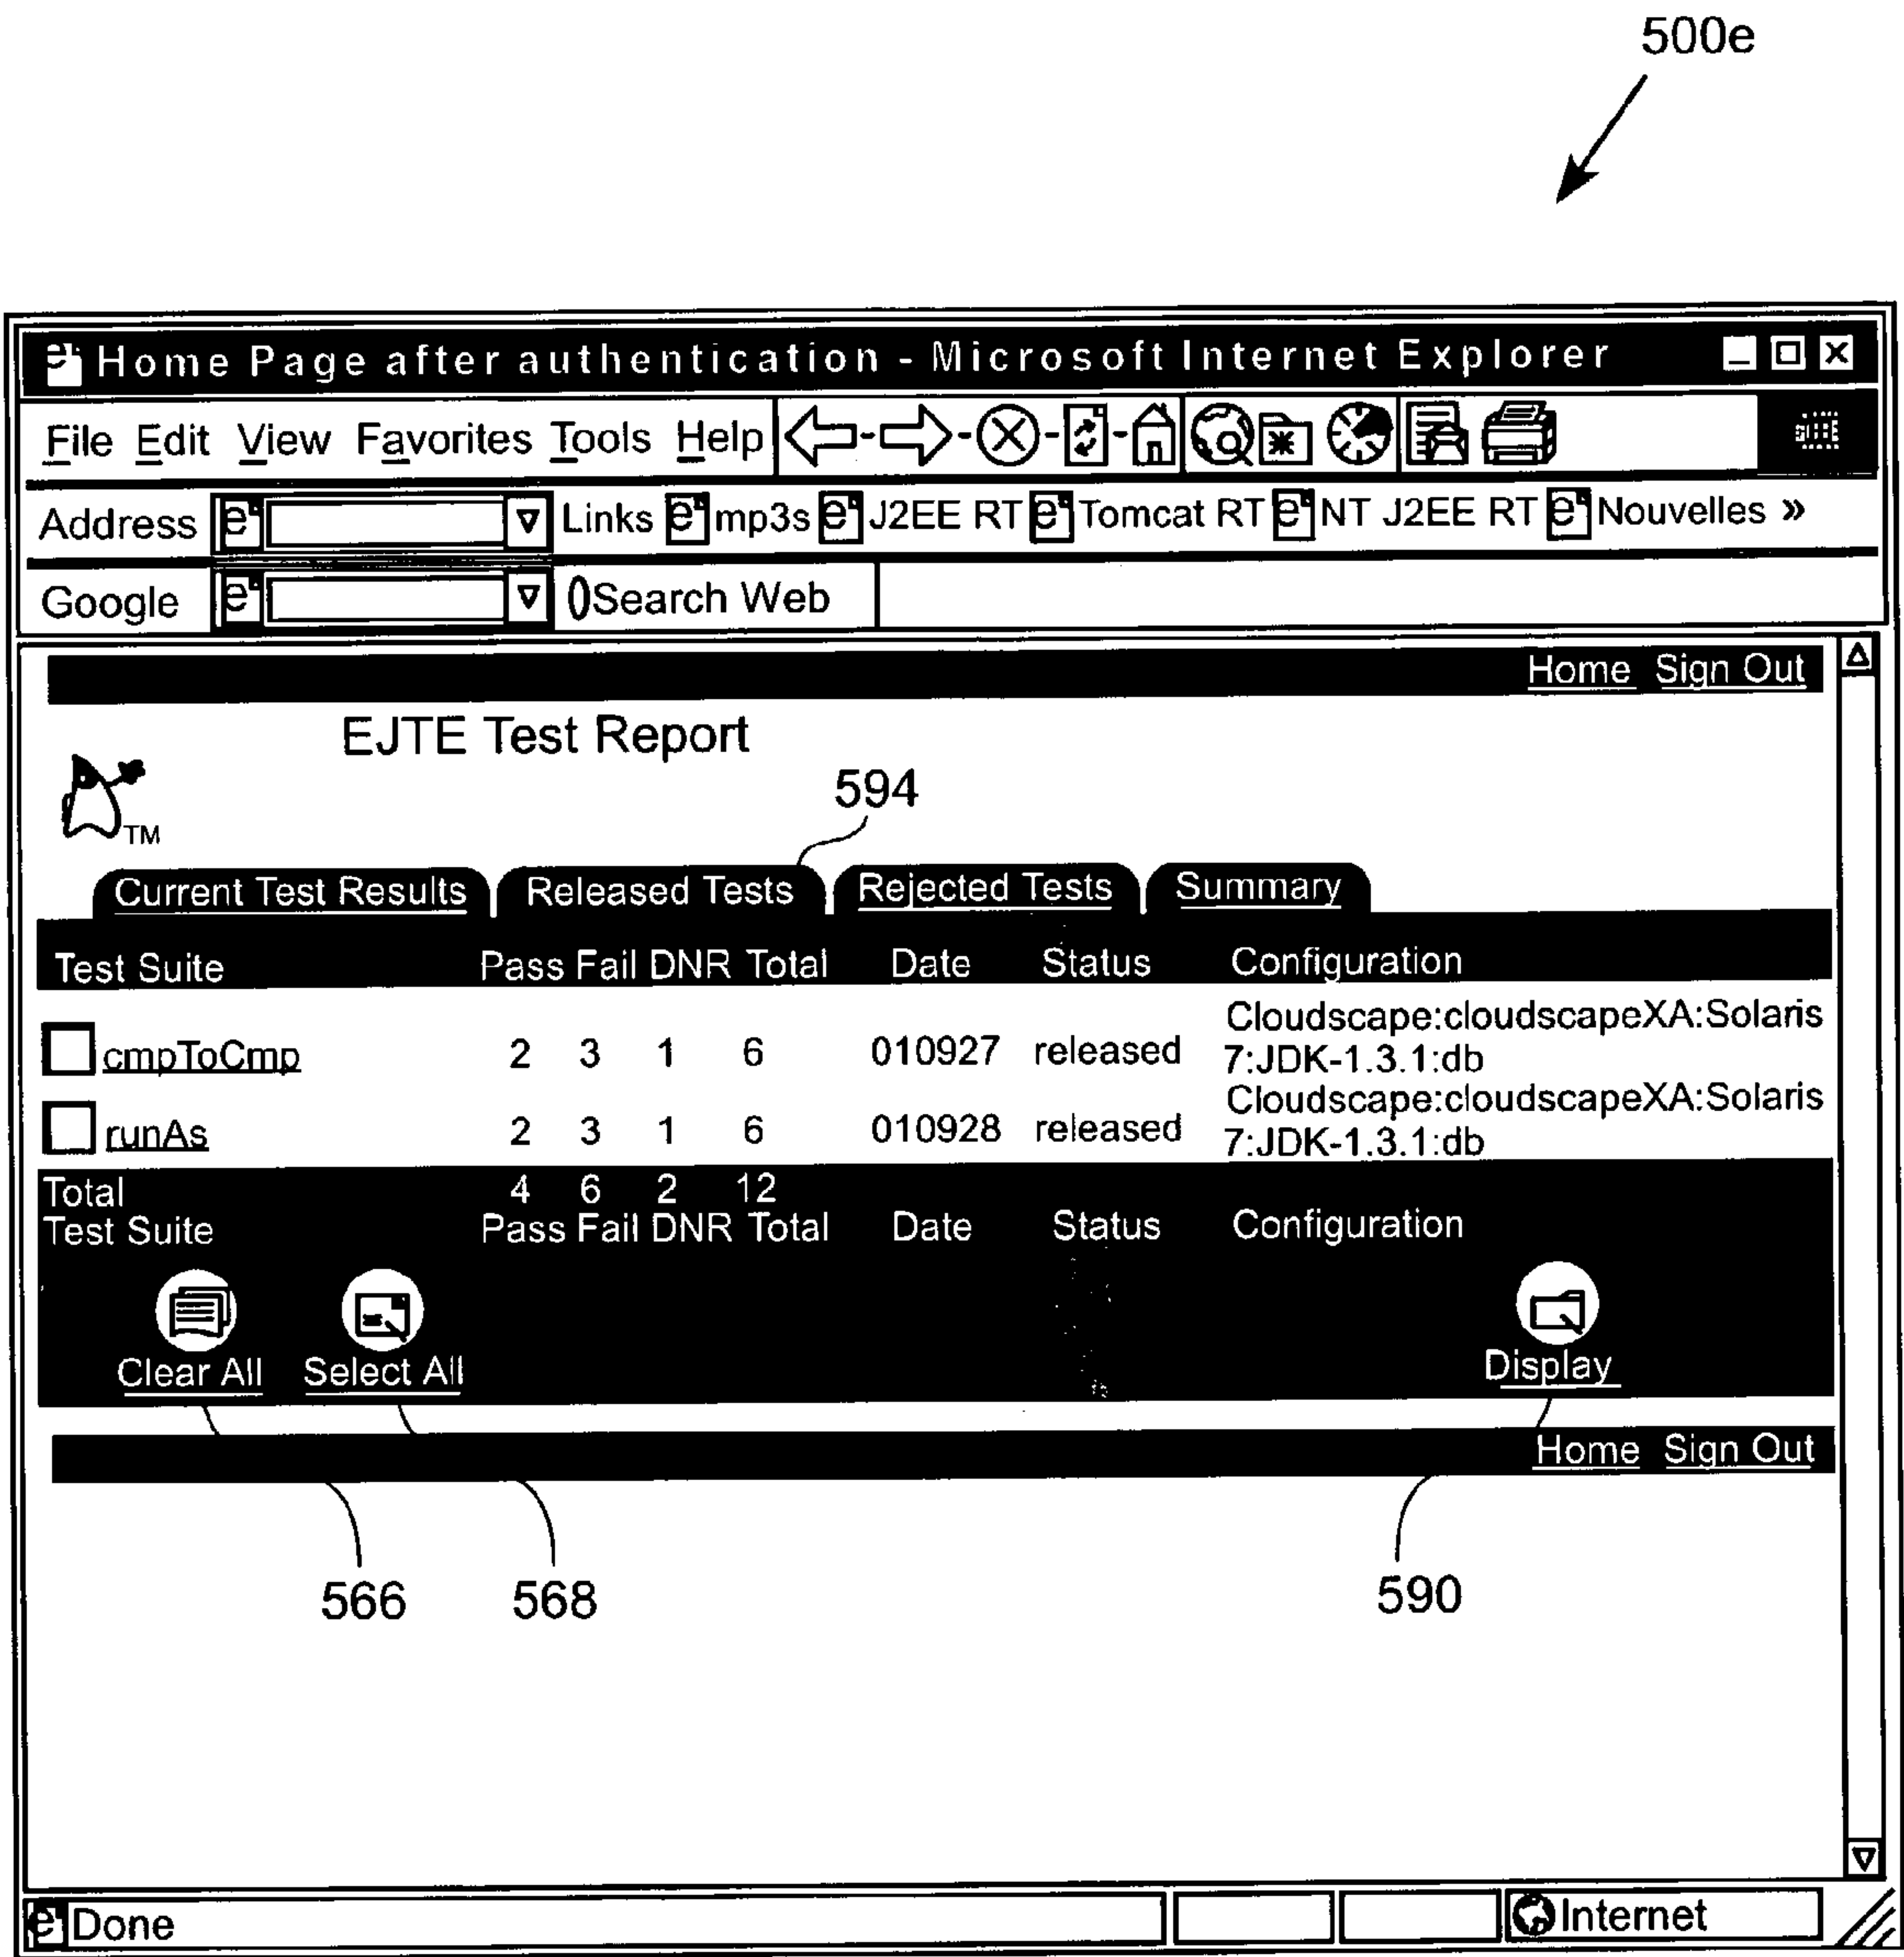 500e
Home Page after authentication - Microsoft Internet Explorer
File Edit View Favorites Tools Help
Address Links mp3s J2EE RT Tomcat RT NT J2EE RT Nouvelles »
Google Search Web
Home Sign Out
EJTE Test Report
594
TM
Current Test Results Released Tests Rejected Tests Summary
Test Suite Pass Fail DNR Total Date Status Configuration
cmpToCmp 2 3 1 6 010927 released Cloudscape:cloudscapeXA:Solaris
7:JDK-1.3.1:db
runAs 2 3 1 6 010928 released Cloudscape:cloudscapeXA:Solaris
7:JDK-1.3.1:db
Total 4 6 2 12
Test Suite Pass Fail DNR Total Date Status Configuration
Clear All Select All Display
Home Sign Out
566 568 590
Done Internet